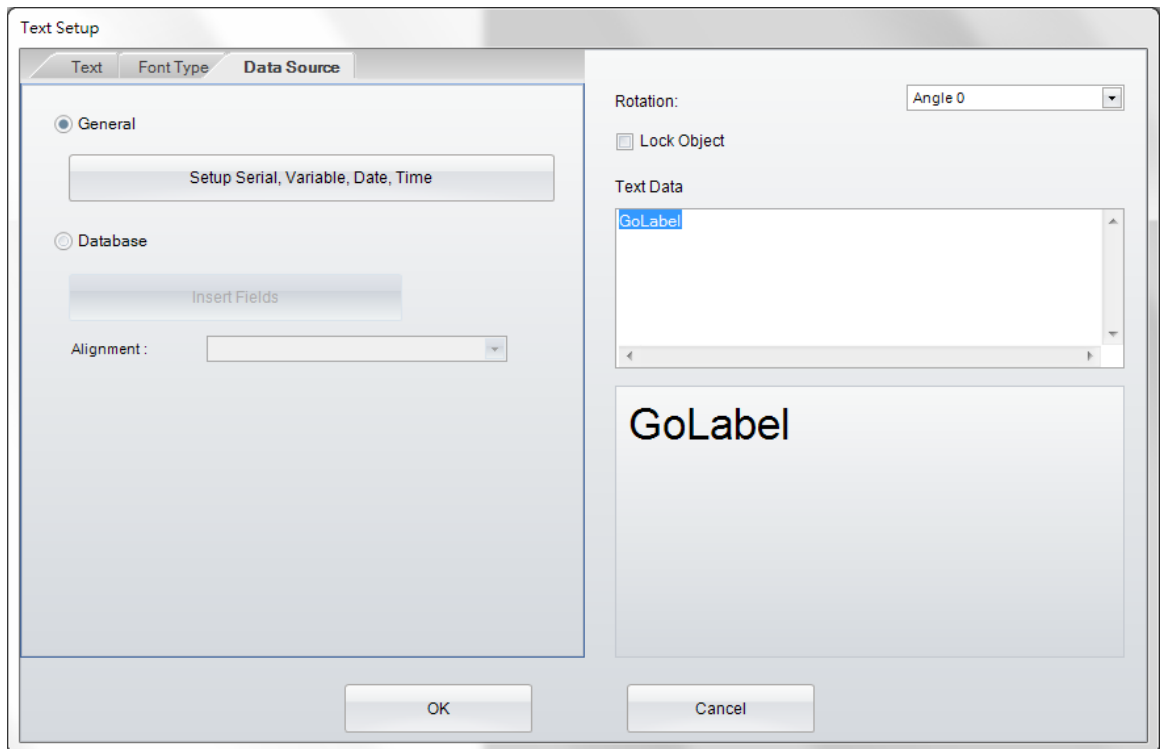 Text Setup
Text
Font Type
Data Source
General
Setup Serial, Variable, Date, Time
Database
Insert Fields
Alignment :
Rotation:
Angle 0
Lock Object
Text Data
GoLabel
GoLabel
OK
Cancel